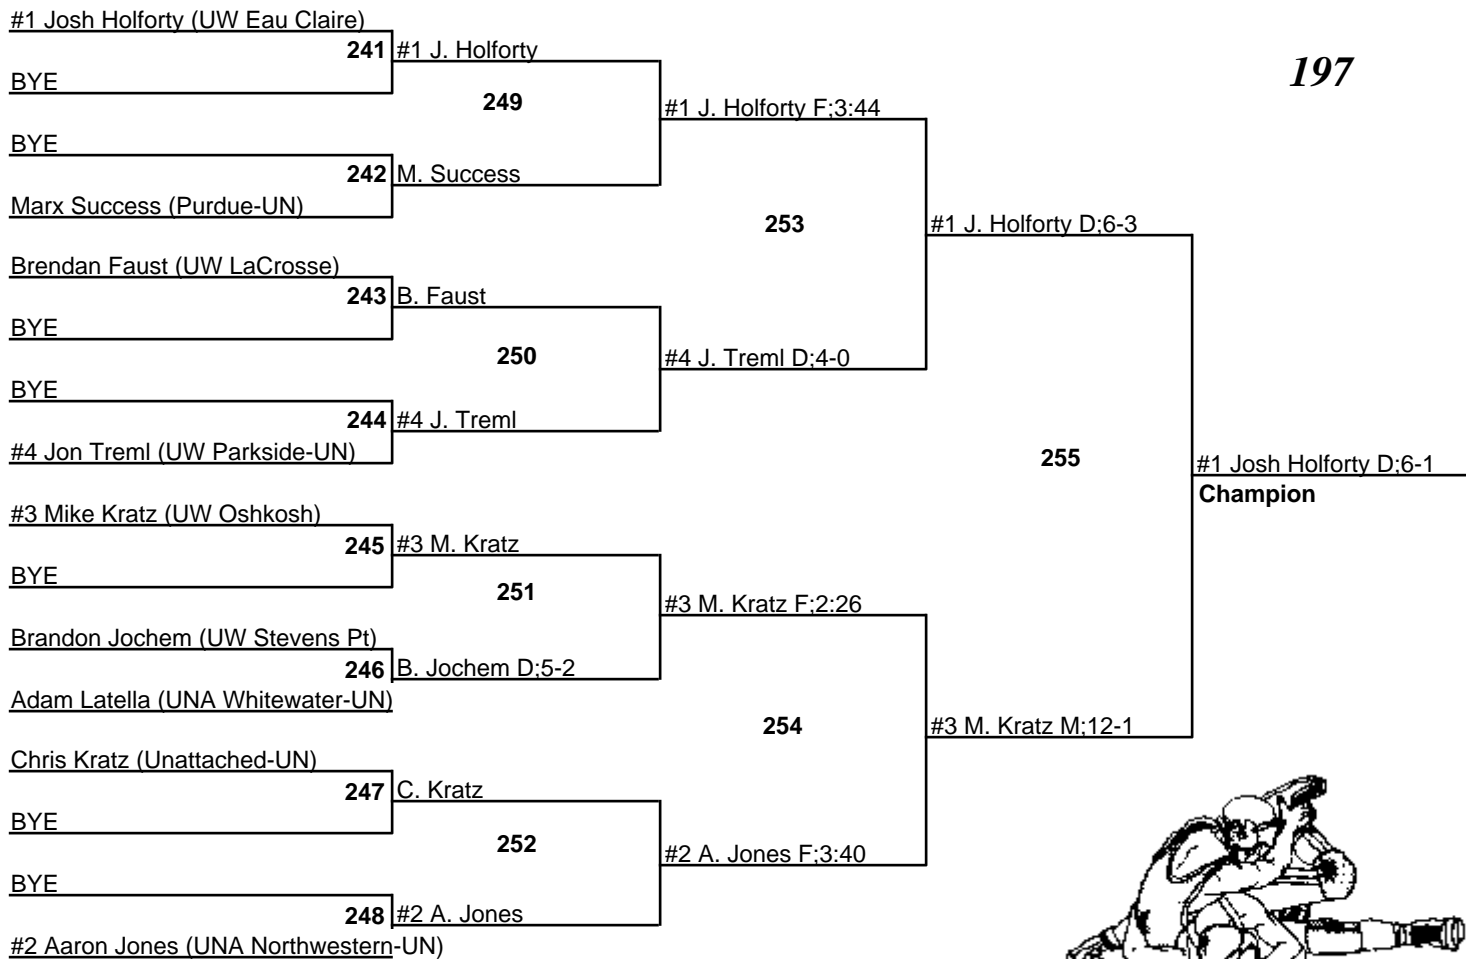 #1 Josh Holforty (UW Eau Claire)
241 #1 J. Holforty
BYE
249
197
#1 J. Holforty F;3:44
BYE
242 M. Success
Marx Success (Purdue-UN)
253
#1 J. Holforty D;6-3
Brendan Faust (UW LaCrosse)
243 B. Faust
BYE
250
#4 J. Treml D;4-0
BYE
244 #4 J. Treml
#4 Jon Treml (UW Parkside-UN)
255
#1 Josh Holforty D;6-1
Champion
#3 Mike Kratz (UW Oshkosh)
245 #3 M. Kratz
BYE
251
#3 M. Kratz F;2:26
Brandon Jochem (UW Stevens Pt)
246 B. Jochem D;5-2
Adam Latella (UNA Whitewater-UN)
254
#3 M. Kratz M;12-1
Chris Kratz (Unattached-UN)
247 C. Kratz
BYE
252
#2 A. Jones F;3:40
BYE
248 #2 A. Jones
#2 Aaron Jones (UNA Northwestern-UN)